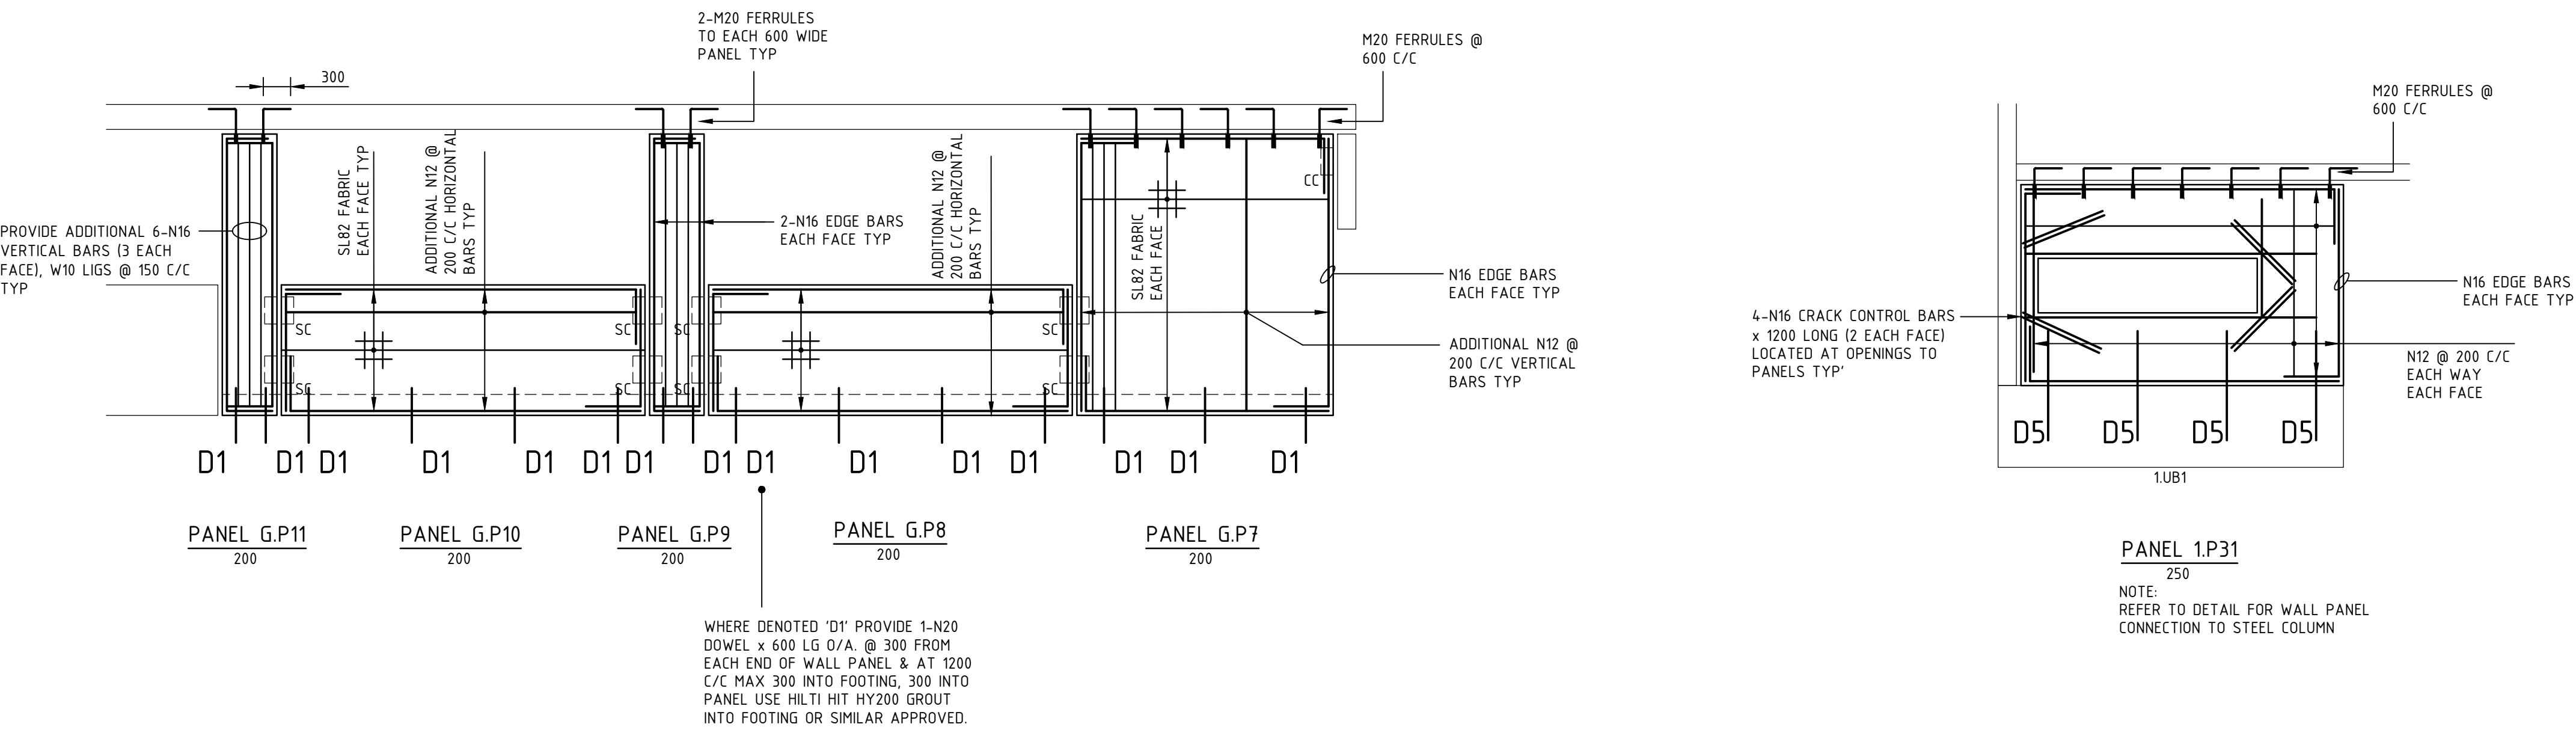 2-M20 FERRULES
TO EACH 600 WIDE
PANEL TYP
M20 FERRULES @
600 C/C
300
PROVIDE ADDITIONAL 6-N16
VERTICAL BARS (3 EACH
FACE), W10 LIGS @ 150 C/C
TYP
SL82 FABRIC
EACH FACE TYP
ADDITIONAL N12 @
200 C/C HORIZONTAL
BARS TYP
2-N16 EDGE BARS
EACH FACE TYP
ADDITIONAL N12 @
200 C/C HORIZONTAL
BARS TYP
SL82 FABRIC
EACH FACE
CC
N16 EDGE BARS
EACH FACE TYP
ADDITIONAL N12 @
200 C/C VERTICAL
BARS TYP
SC
SC
SC
SC
SC
SC
SC
SC
D1 D1 D1 D1 D1 D1 D1 D1 D1 D1 D1 D1 D1 D1 D1
PANEL G.P11
200
PANEL G.P10
200
PANEL G.P9
200
PANEL G.P8
200
PANEL G.P7
200
WHERE DENOTED 'D1' PROVIDE 1-N20
DOWEL x 600 LG O/A. @ 300 FROM
EACH END OF WALL PANEL & AT 1200
C/C MAX 300 INTO FOOTING, 300 INTO
PANEL USE HILTI HIT HY200 GROUT
INTO FOOTING OR SIMILAR APPROVED.
M20 FERRULES @
600 C/C
4-N16 CRACK CONTROL BARS
x 1200 LONG (2 EACH FACE)
LOCATED AT OPENINGS TO
PANELS TYP'
N16 EDGE BARS
EACH FACE TYP
N12 @ 200 C/C
EACH WAY
EACH FACE
D5 D5 D5 D5
1.UB1
PANEL 1.P31
250
NOTE:
REFER TO DETAIL FOR WALL PANEL
CONNECTION TO STEEL COLUMN